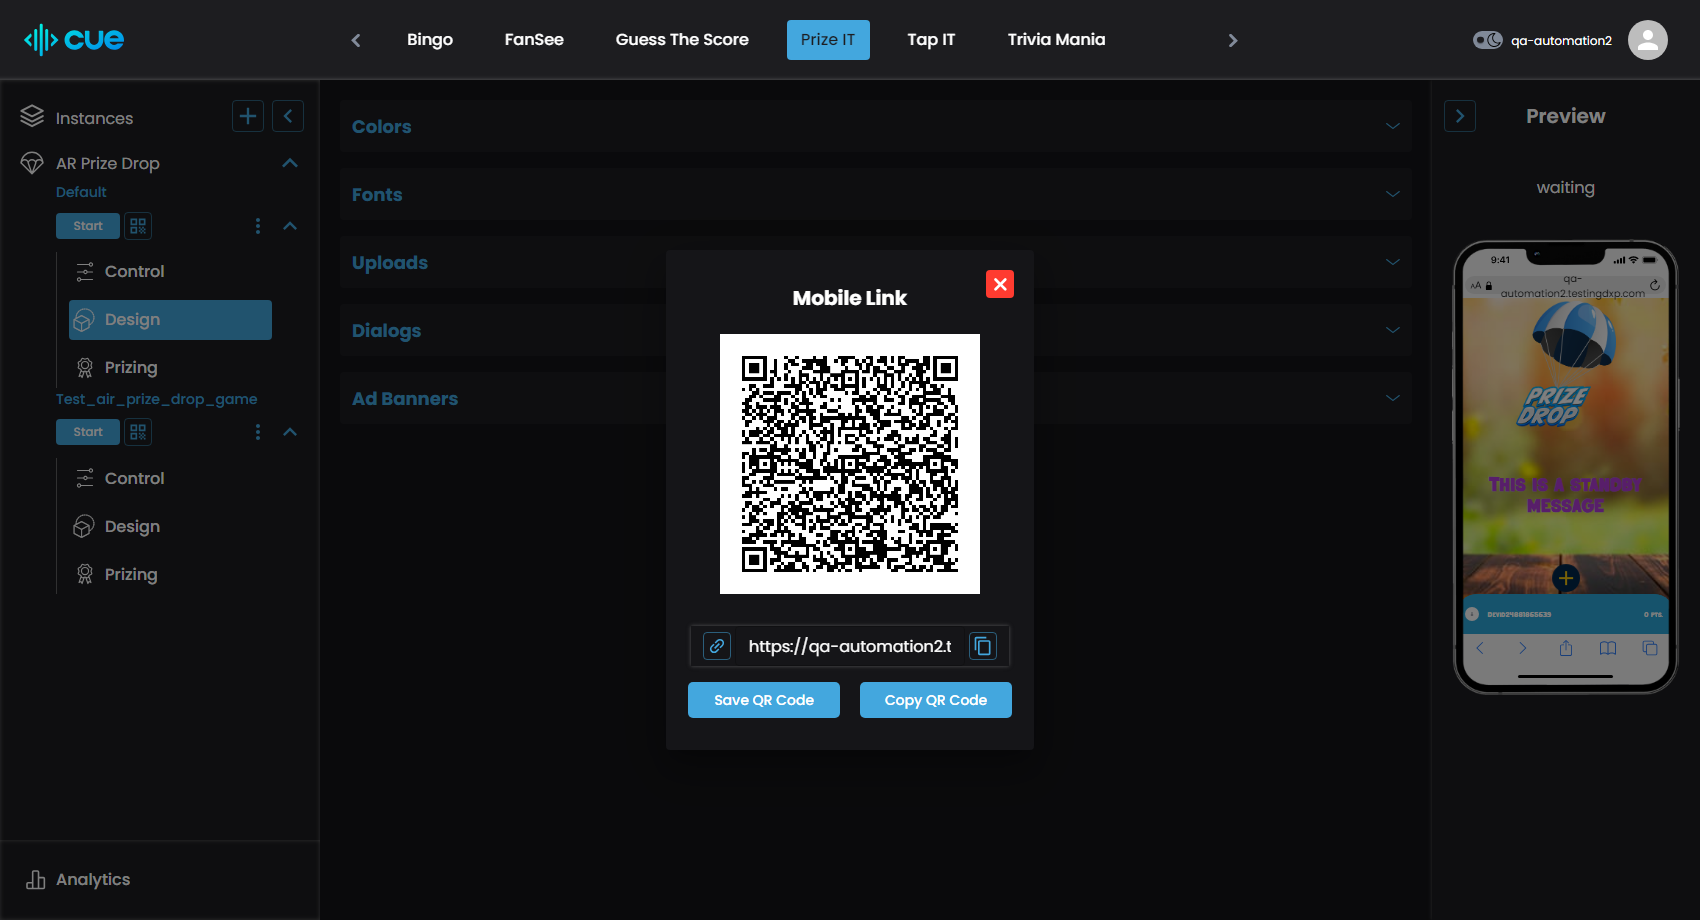 cue
Bingo
FanSee
Guess The Score
Prize IT
Tap IT
Trivia Mania
qa-automation2
Instances
AR Prize Drop
Default
Start
Control
Design
Prizing
Test_air_prize_drop_game
Start
Control
Design
Prizing
Analytics
Colors
Fonts
Uploads
Dialogs
Ad Banners
Mobile Link
https://qa-automation2.t
Save QR Code
Copy QR Code
Preview
waiting
9:41
AA
qa-
automation2.testingdxp.com
PRIZE
DROP
THIS IS A STANDBY
MESSAGE
0 PTS.